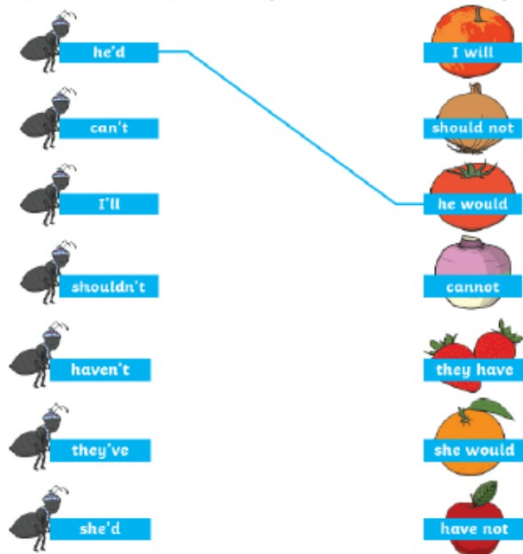 he'd
I will
can't
should not
I'll
he would
shouldn't
cannot
haven't
they have
they've
she would
she'd
have not